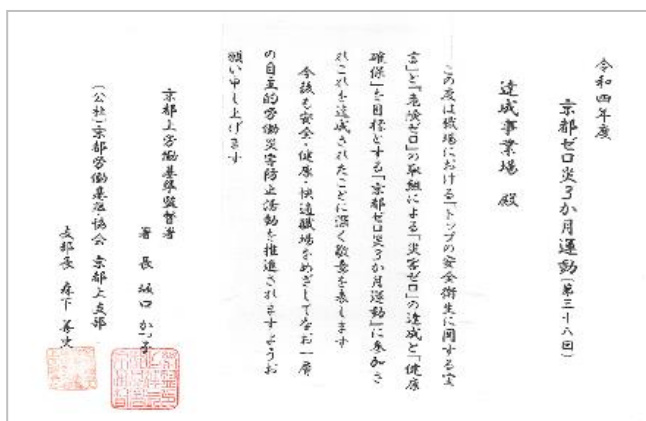 令和四年度
京都ゼロ災3か月運動(第三十八回)
達成事業場 殿
この度は職場における「トップの安全衛生に関する宣
言」と「危険ゼロ」の取組による「災害ゼロ」の達成と「健康
確保」を目標とする「京都ゼロ災3か月運動」に参加さ
れこれを達成されたことに深く敬意を表します
今後も安全・健康・快適職場をめざしてなお一層
の自主的労働災害防止活動を推進されますようお
願い申し上げます
京都上労働基準監督署
署長 坂口 かつ子
(公社)京都労働基準協会 京都上支部
支部長 森下